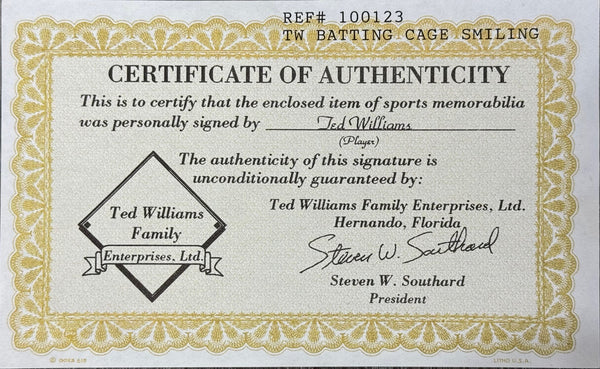 REF# 100123
TW BATTING CAGE SMILING
CERTIFICATE OF AUTHENTICITY
This is to certify that the enclosed item of sports memorabilia
was personally signed by Ted Williams
(Player)
The authenticity of this signature is
unconditionally guaranteed by:
Ted Williams
Family
Enterprises, Ltd.
Ted Williams Family Enterprises, Ltd.
Hernando, Florida
Steven W. Southard
Steven W. Southard
President
LITHO U.S.A.